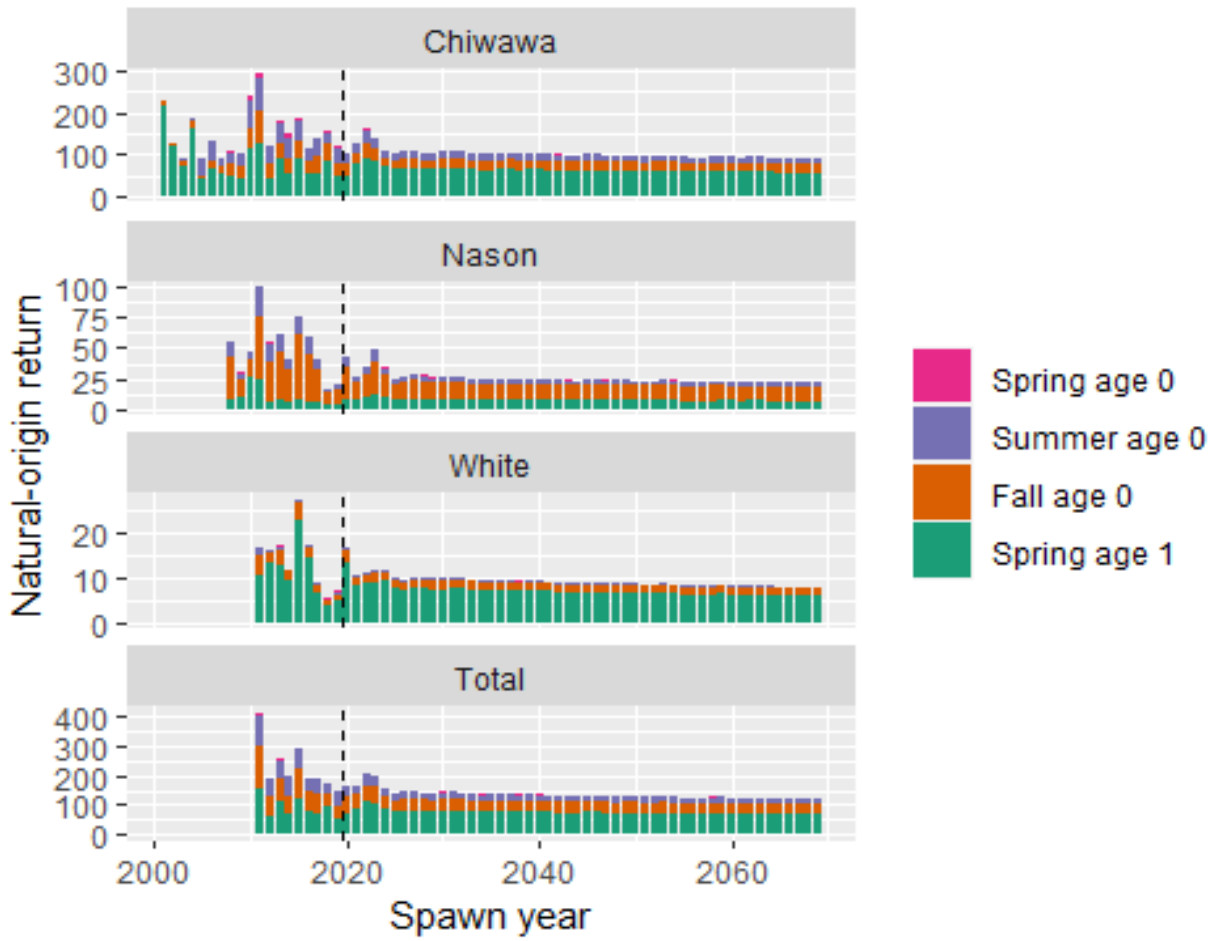 Chiwawa
300
200
100
0
Nason
100
75
50
25
0
White
20
10
0
Total
400
300
200
100
0
2000 2020 2040 2060
Spawn year
Natural-origin return
Spring age 0
Summer age 0
Fall age 0
Spring age 1